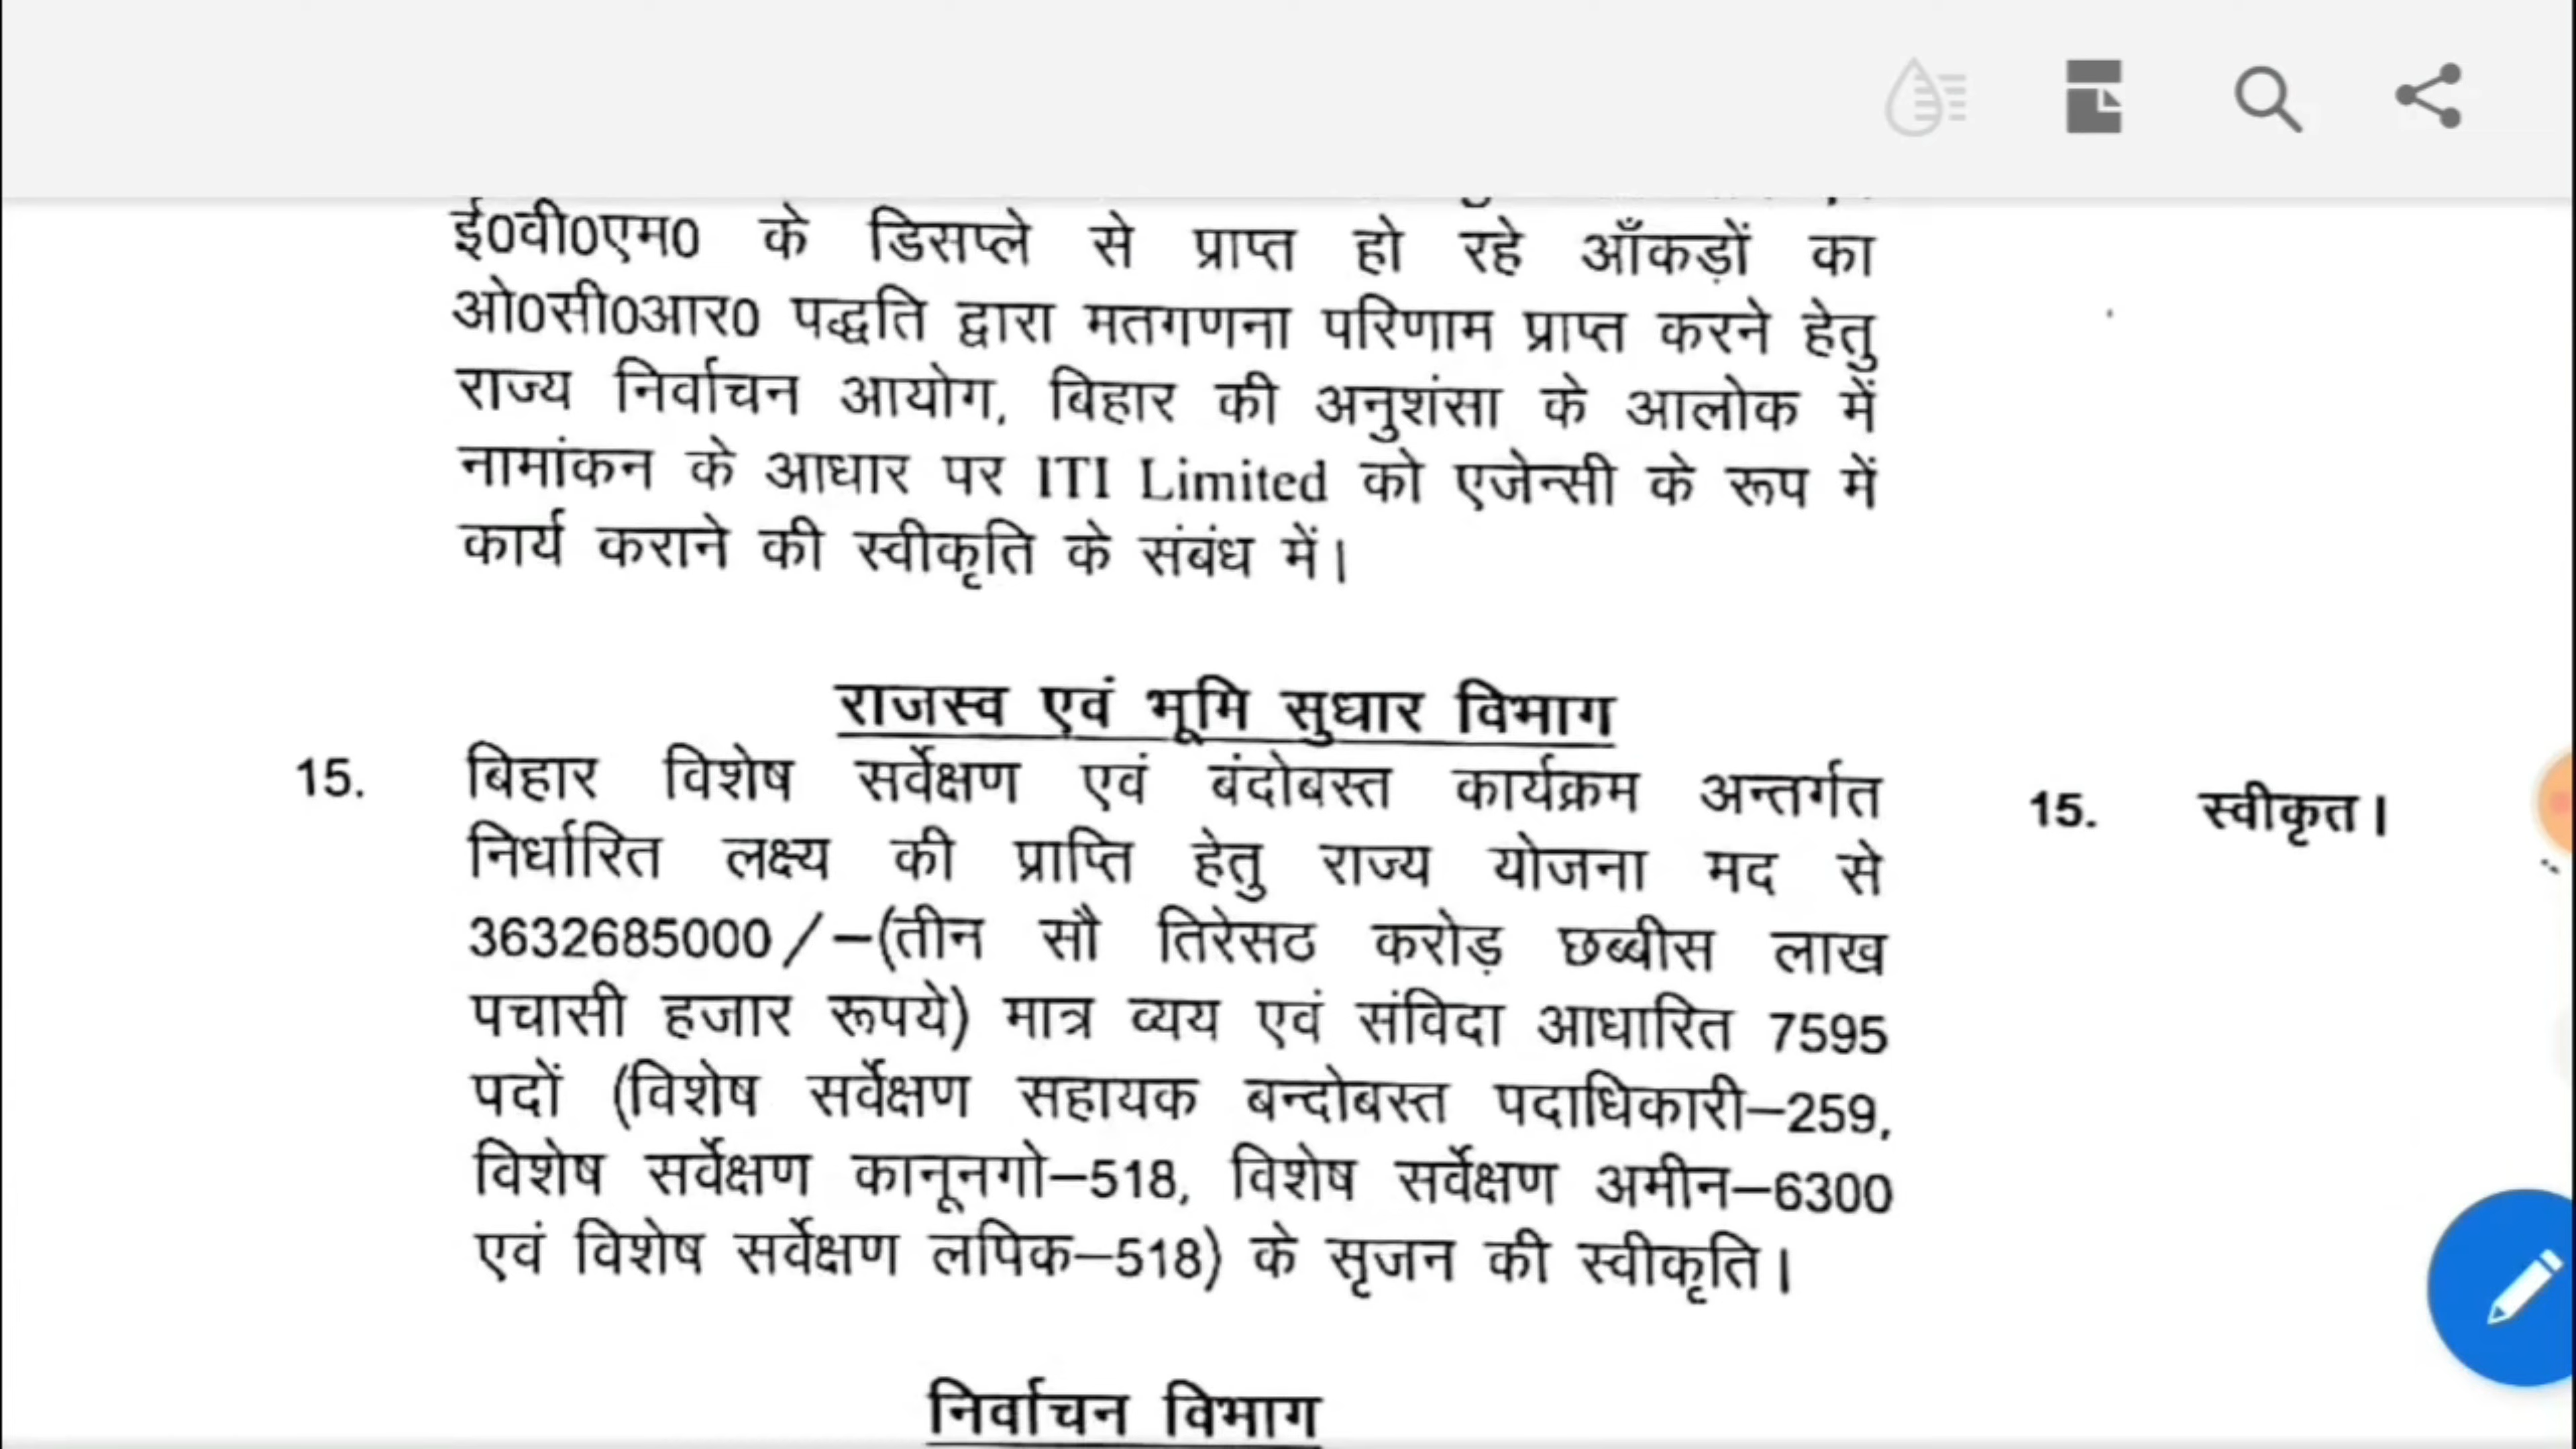 ई0वी0एम0 के डिसप्ले से प्राप्त हो रहे आँकड़ों का
ओ0सी0आर0 पद्धति द्वारा मतगणना परिणाम प्राप्त करने हेतु
राज्य निर्वाचन आयोग, बिहार की अनुशंसा के आलोक में
नामांकन के आधार पर ITI Limited को एजेन्सी के रूप में
कार्य कराने की स्वीकृति के संबंध में।
राजस्व एवं भूमि सुधार विभाग
15. बिहार विशेष सर्वेक्षण एवं बंदोबस्त कार्यक्रम अन्तर्गत 15. स्वीकृत।
निर्धारित लक्ष्य की प्राप्ति हेतु राज्य योजना मद से
3632685000/–(तीन सौ तिरेसठ करोड़ छब्बीस लाख
पचासी हजार रूपये) मात्र व्यय एवं संविदा आधारित 7595
पदों (विशेष सर्वेक्षण सहायक बन्दोबस्त पदाधिकारी–259,
विशेष सर्वेक्षण कानूनगो–518, विशेष सर्वेक्षण अमीन–6300
एवं विशेष सर्वेक्षण लपिक–518) के सृजन की स्वीकृति।
निर्वाचन विभाग